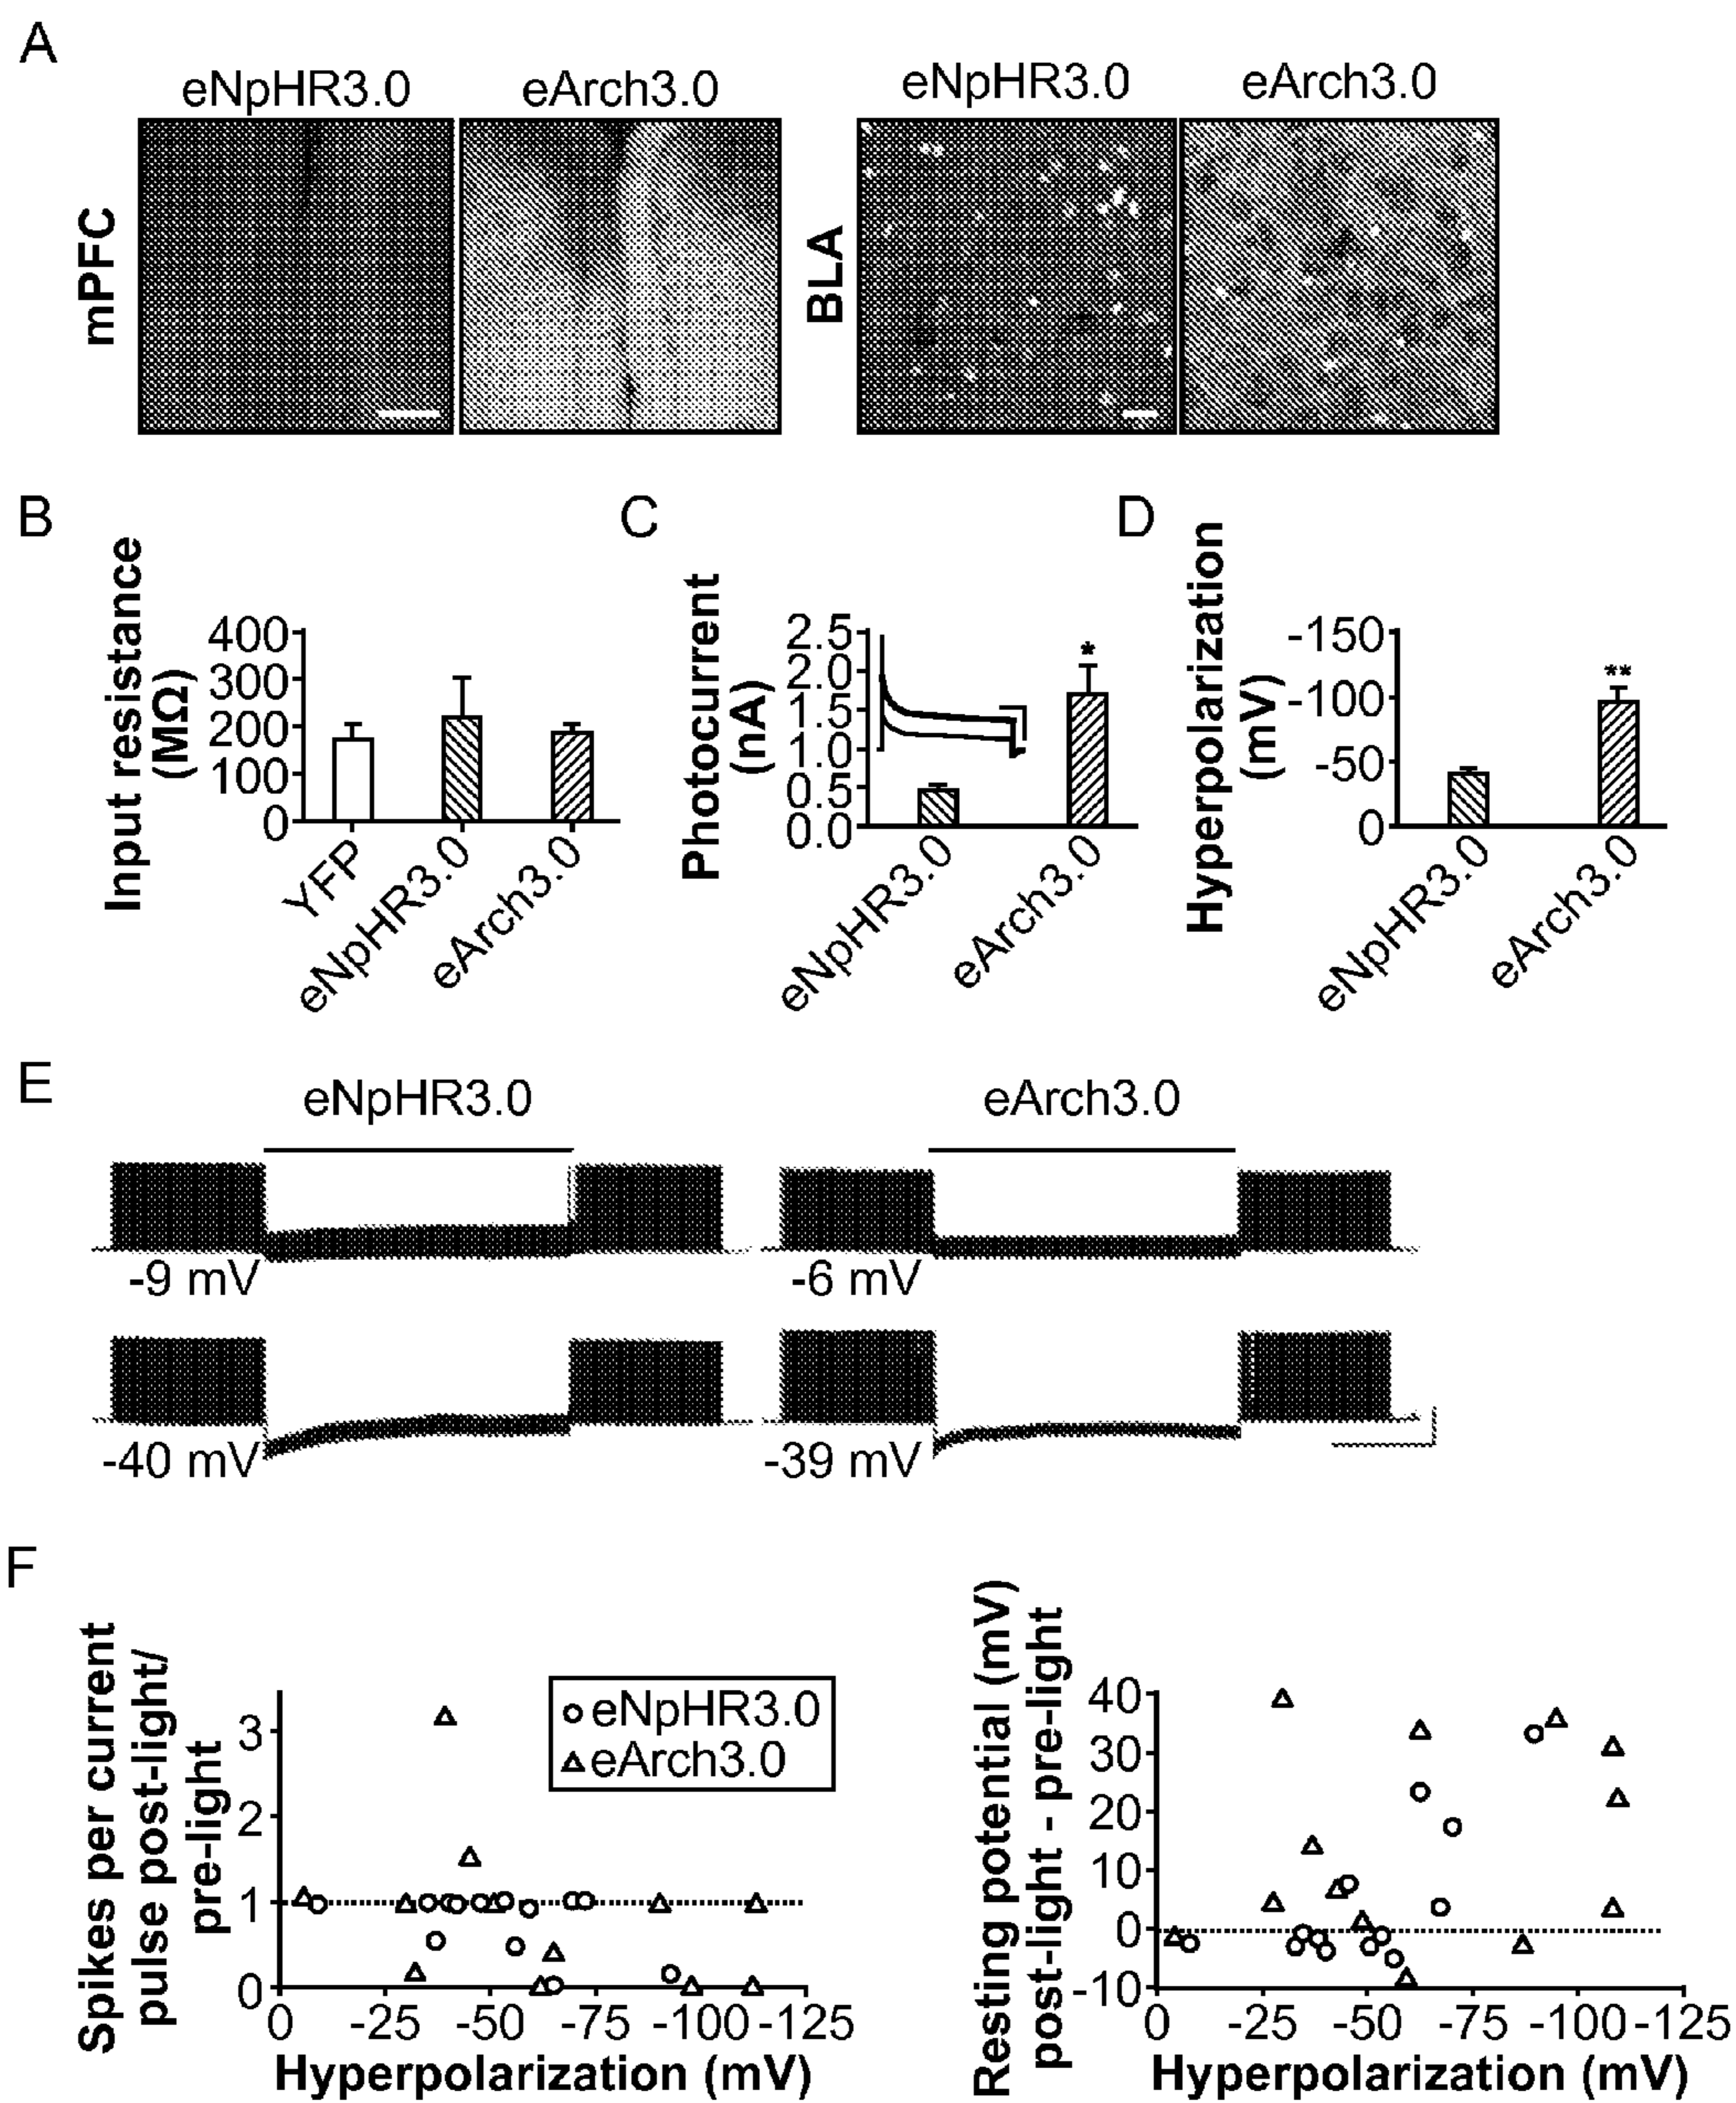 A
eNpHR3.0
eArch3.0
eNpHR3.0
eArch3.0
mPFC
BLA
B
Input resistance
(MΩ)
400
300
200
100
0
YFP
eNpHR3.0
eArch3.0
C
Photocurrent
(nA)
2.5
2.0
1.5
1.0
0.5
0.0
*
eNpHR3.0
eArch3.0
D
Hyperpolarization
(mV)
-150
-100
-50
0
**
eNpHR3.0
eArch3.0
E
eNpHR3.0
eArch3.0
-9 mV
-6 mV
-40 mV
-39 mV
F
Spikes per current
pulse post-light/
pre-light
3
2
1
0
eNpHR3.0
eArch3.0
0 -25 -50 -75 -100 -125
Hyperpolarization (mV)
Resting potential (mV)
post-light - pre-light
40
30
20
10
0
-10
0 -25 -50 -75 -100 -125
Hyperpolarization (mV)